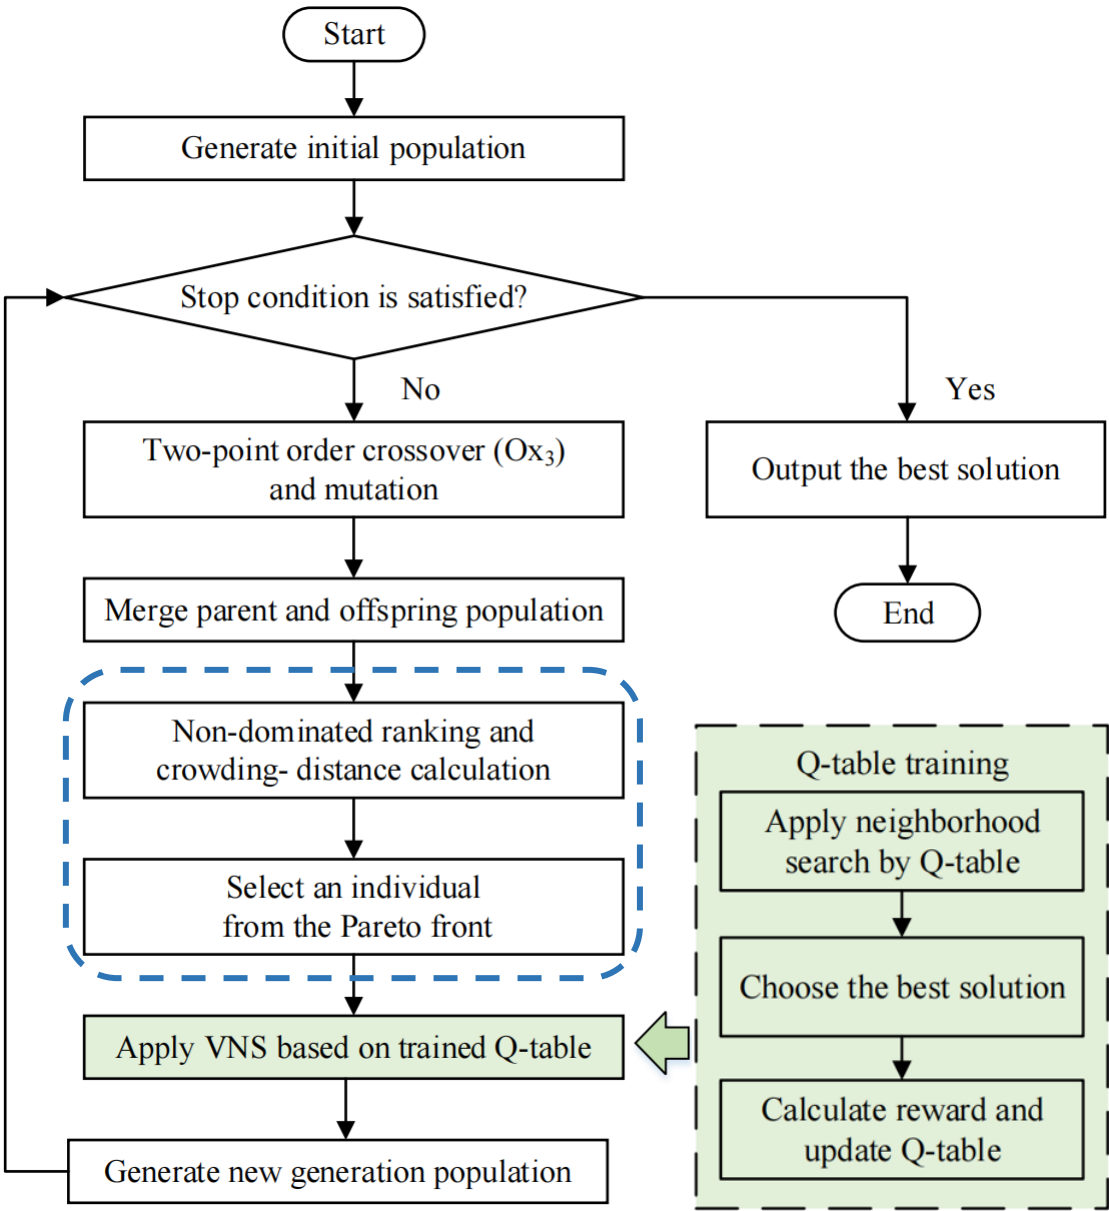 Start
Generate initial population
Stop condition is satisfied?
No
Yes
Two-point order crossover (Ox₃)
and mutation
Output the best solution
Merge parent and offspring population
End
Non-dominated ranking and
crowding- distance calculation
Select an individual
from the Pareto front
Apply VNS based on trained Q-table
Generate new generation population
Q-table training
Apply neighborhood
search by Q-table
Choose the best solution
Calculate reward and
update Q-table